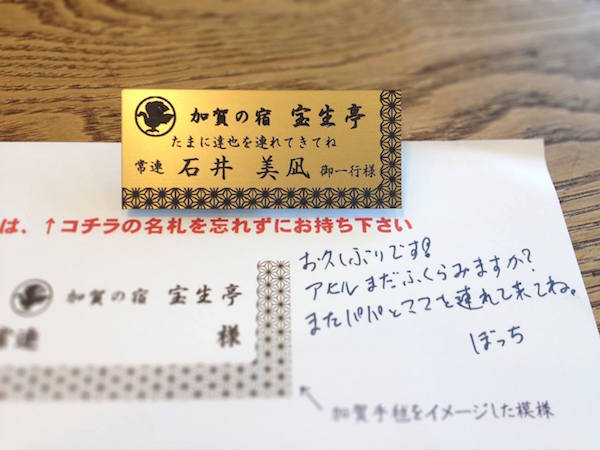 加賀の宿 宝生亭
たまに達也を連れてきてね
常連 石井 美凪 御一行様
は、↑コチラの名札を忘れずにお持ち下さい
お久しぶりです!
アヒルまだふくらみますか?
またパパとママを連れて来てね。
ぼっち
加賀の宿 宝生亭
常連 様
加賀手毬をイメージした模様